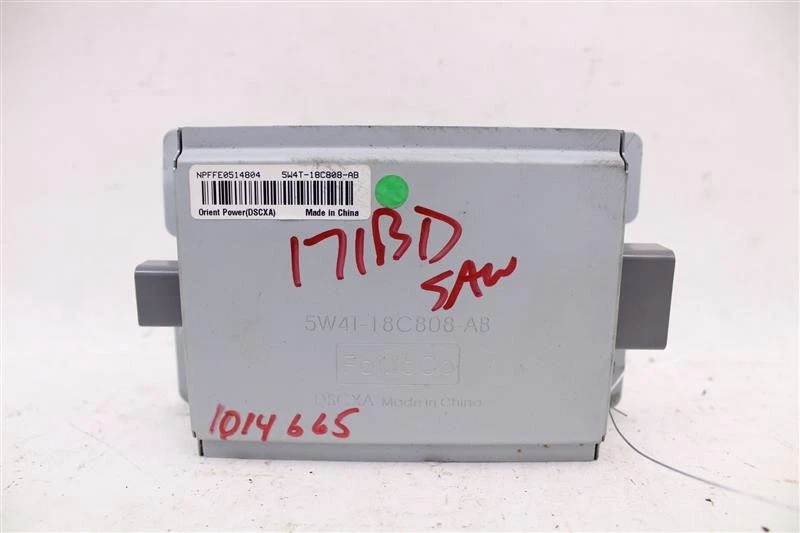 NPFFE0514804 5W4T-18C808-AB
Orient Power(DSCXA) Made in China
171BD
SAW
5W4T-18C808-AB
FoMoCo
DSCXA Made in China
1014665